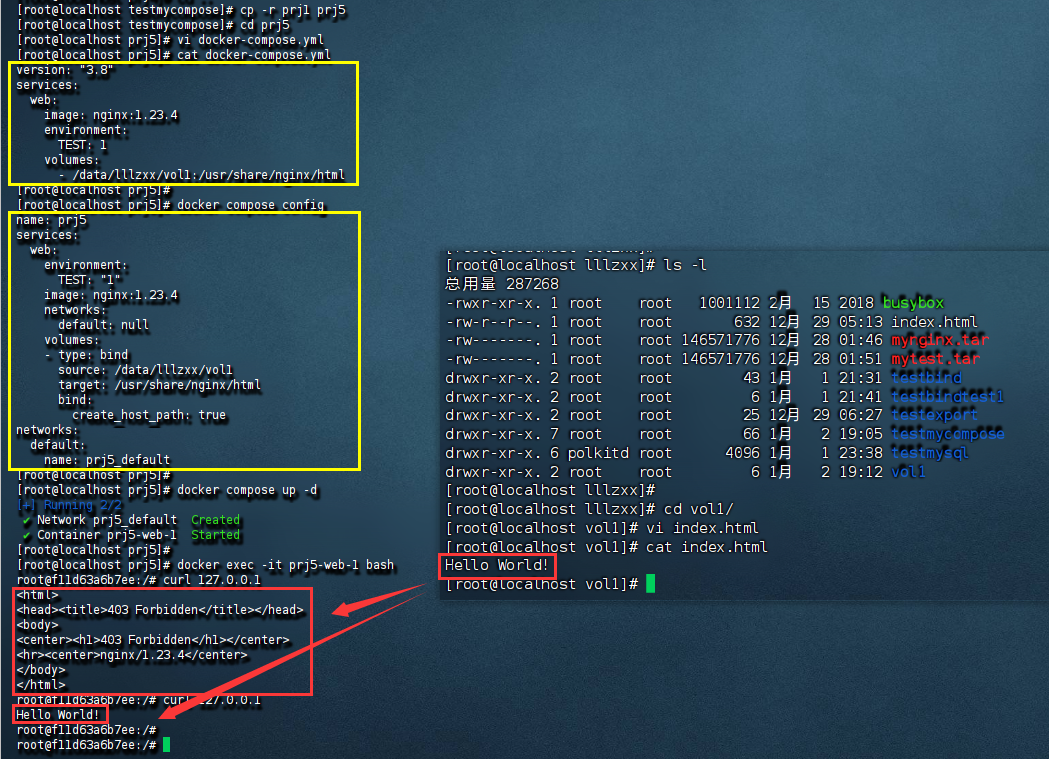 [root@localhost testmycompose]# cp -r prj1 prj5
[root@localhost testmycompose]# cd prj5
[root@localhost prj5]# vi docker-compose.yml
[root@localhost prj5]# cat docker-compose.yml
version: "3.8"
services:
  web:
    image: nginx:1.23.4
    environment:
      TEST: 1
    volumes:
      - /data/lllzxx/vol1:/usr/share/nginx/html
[root@localhost prj5]#
[root@localhost prj5]# docker compose config
name: prj5
services:
  web:
    environment:
      TEST: "1"
    image: nginx:1.23.4
    networks:
      default: null
    volumes:
    - type: bind
      source: /data/lllzxx/vol1
      target: /usr/share/nginx/html
      bind:
        create_host_path: true
networks:
  default:
    name: prj5_default
[root@localhost prj5]#
[root@localhost prj5]# docker compose up -d
[+] Running 2/2
 ✔ Network prj5_default  Created
 ✔ Container prj5-web-1  Started
[root@localhost prj5]#
[root@localhost prj5]# docker exec -it prj5-web-1 bash
root@f11d63a6b7ee:/# curl 127.0.0.1
<html>
<head><title>403 Forbidden</title></head>
<body>
<center><h1>403 Forbidden</h1></center>
<hr><center>nginx/1.23.4</center>
</body>
</html>
root@f11d63a6b7ee:/# curl 127.0.0.1
Hello World!
root@f11d63a6b7ee:/#
root@f11d63a6b7ee:/#
[root@localhost lllzxx]# ls -l
总用量 287268
-rwxr-xr-x. 1 root    root   1001112 2月  15 2018 busybox
-rw-r--r--. 1 root    root       632 12月 29 05:13 index.html
-rw-------. 1 root    root 146571776 12月 28 01:46 myrginx.tar
-rw-------. 1 root    root 146571776 12月 28 01:51 mytest.tar
drwxr-xr-x. 2 root    root        43 1月   1 21:31 testbird
drwxr-xr-x. 2 root    root         6 1月   1 21:41 testbirdtest1
drwxr-xr-x. 2 root    root        25 12月 29 06:27 testexport
drwxr-xr-x. 7 root    root        66 1月   2 19:05 testmycompose
drwxr-xr-x. 6 polkitd root      4096 1月   1 23:38 testmysql
drwxr-xr-x. 2 root    root         6 1月   2 19:12 vol1
[root@localhost lllzxx]#
[root@localhost lllzxx]# cd vol1/
[root@localhost vol1]# vi index.html
[root@localhost vol1]# cat index.html
Hello World!
[root@localhost vol1]#